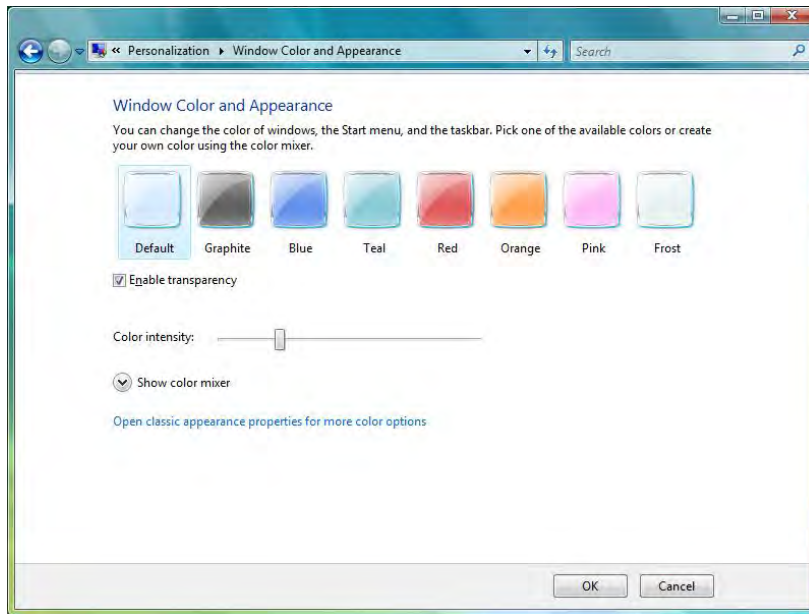 « Personalization ▸ Window Color and Appearance
Search
Window Color and Appearance
You can change the color of windows, the Start menu, and the taskbar. Pick one of the available colors or create
your own color using the color mixer.
Default Graphite Blue Teal Red Orange Pink Frost
Enable transparency
Color intensity:
Show color mixer
Open classic appearance properties for more color options
OK Cancel